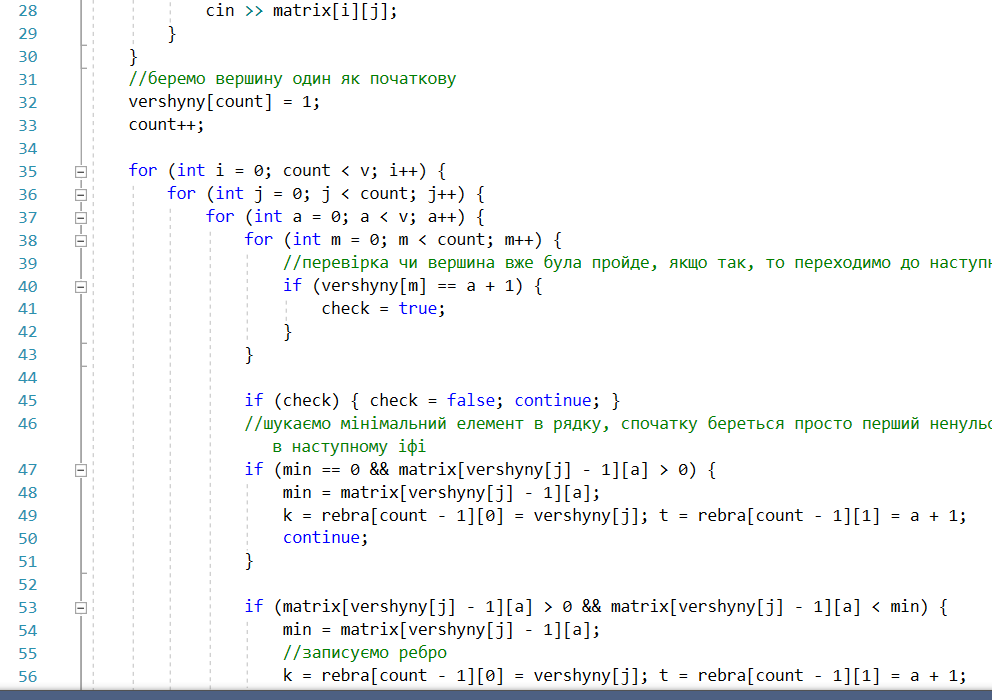 28 cin >> matrix[i][j];
29 }
30 }
31 //беремо вершину один як початкову
32 vershyny[count] = 1;
33 count++;
34
35 for (int i = 0; count < v; i++) {
36 for (int j = 0; j < count; j++) {
37 for (int a = 0; a < v; a++) {
38 for (int m = 0; m < count; m++) {
39 //перевірка чи вершина вже була пройде, якщо так, то переходимо до
40 if (vershyny[m] == a + 1) {
41 check = true;
42 }
43 }
44
45 if (check) { check = false; continue; }
46 //шукаємо мінімальний елемент в рядку, спочатку береться просто перший
в наступному іфі
47 if (min == 0 && matrix[vershyny[j] - 1][a] > 0) {
48 min = matrix[vershyny[j] - 1][a];
49 k = rebra[count - 1][0] = vershyny[j]; t = rebra[count - 1][1] = a + 1;
50 continue;
51 }
52
53 if (matrix[vershyny[j] - 1][a] > 0 && matrix[vershyny[j] - 1][a] < min) {
54 min = matrix[vershyny[j] - 1][a];
55 //записуємо ребро
56 k = rebra[count - 1][0] = vershyny[j]; t = rebra[count - 1][1] = a + 1;